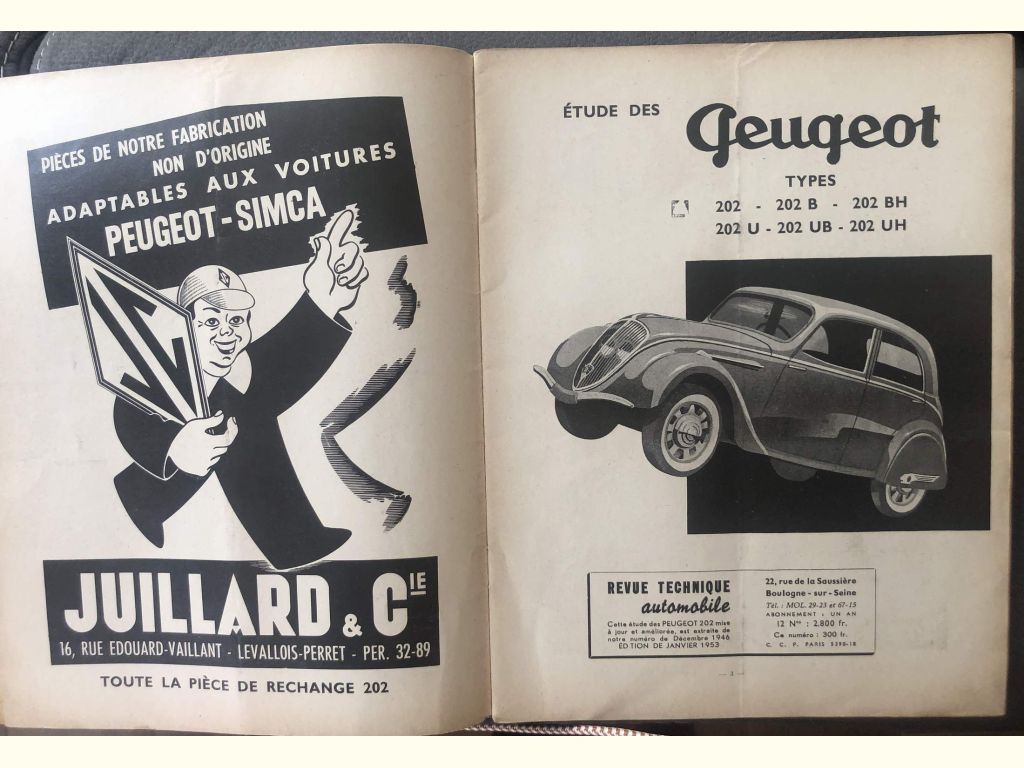 PIÈCES DE NOTRE FABRICATION
NON D'ORIGINE
ADAPTABLES AUX VOITURES
PEUGEOT-SIMCA
JUILLARD & CIE
16, RUE EDOUARD-VAILLANT - LEVALLOIS-PERRET - PER. 32-89
TOUTE LA PIÈCE DE RECHANGE 202
ÉTUDE DES Peugeot
TYPES
202 - 202 B - 202 BH
202 U - 202 UB - 202 UH
REVUE TECHNIQUE
automobile
Cette étude des PEUGEOT 202 mise
à jour et améliorée, est extraite de
notre numéro de Décembre 1946
ÉDITION DE JANVIER 1953
22, rue de la Saussière
Boulogne - sur - Seine
Tél. : MOL. 29-23 et 67-15
ABONNEMENT : UN AN
12 Nos : 2.800 fr.
Ce numéro : 300 fr.
C. C. P. PARIS 5390-18
— 3 —